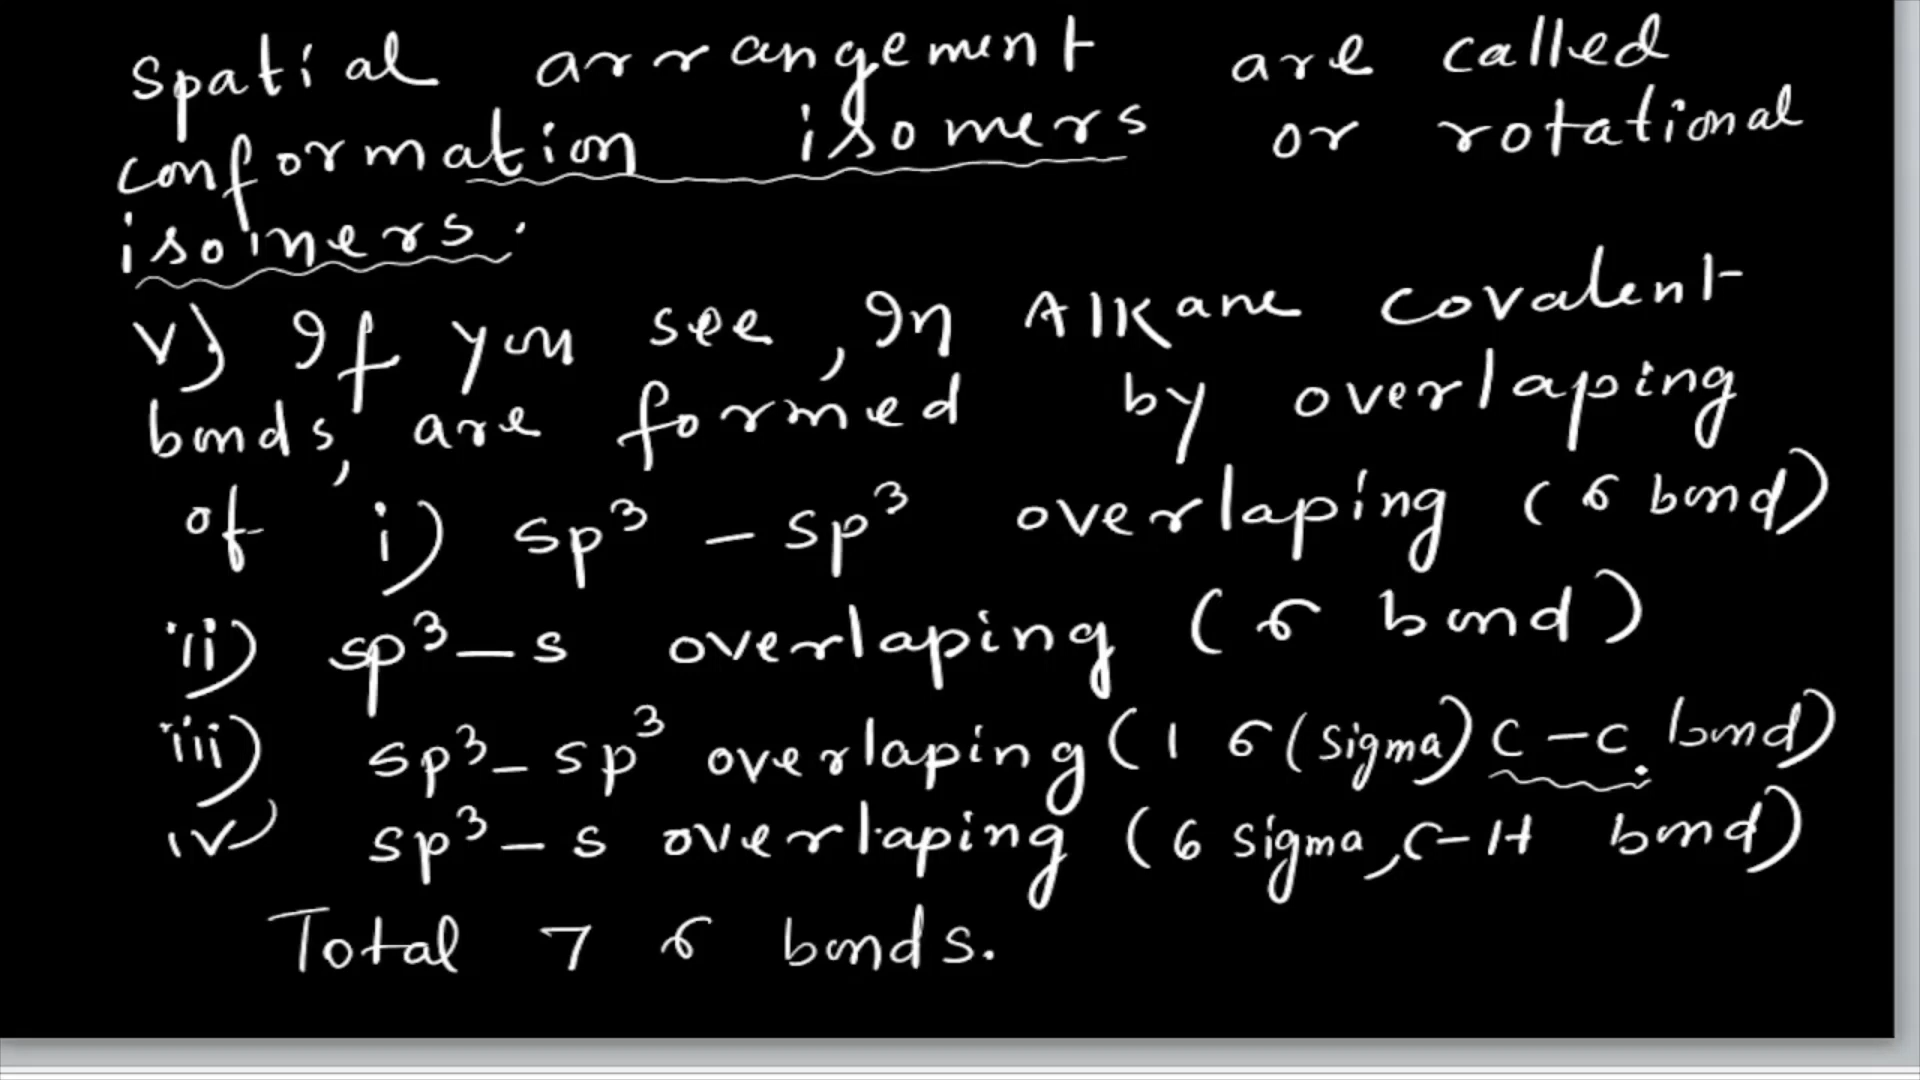 spatial arrangement are called
conformation isomers or rotational
isomers.
v) If you see, In Alkane covalent
bonds, are formed by overlaping
of i) sp³ - sp³ overlaping (σ bond)
ii) sp³-s overlaping (σ bond)
iii) sp³-sp³ overlaping (1 σ (sigma) C-C. bond)
iv) sp³-s overlaping (6 sigma, C-H bond)
Total 7 σ bonds.